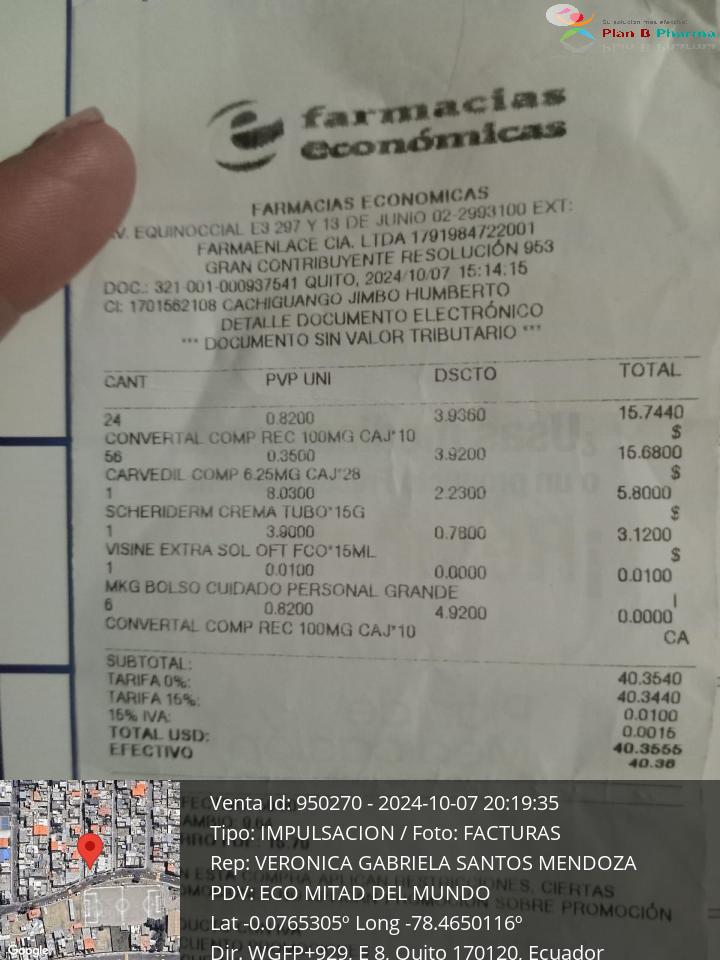 Su solucion mas efectiva
Plan B Pharma
farmacias
económicas
FARMACIAS ECONOMICAS
AV. EQUINOCCIAL E3 297 Y 13 DE JUNIO 02-2993100 EXT:
FARMAENLACE CIA. LTDA 1791984722001
GRAN CONTRIBUYENTE RESOLUCIÓN 953
DOC.: 321-001-000937541 QUITO, 2024/10/07 15:14:15
CI: 1701562108 CACHIGUANGO JIMBO HUMBERTO
DETALLE DOCUMENTO ELECTRÓNICO
*** DOCUMENTO SIN VALOR TRIBUTARIO ***
CANT PVP UNI DSCTO TOTAL
24 0.8200 3.9360 15.7440
CONVERTAL COMP REC 100MG CAJ*10 $
56 0.3500 3.9200 15.6800
CARVEDIL COMP 6.25MG CAJ*28 $
1 8.0300 2.2300 5.8000
SCHERIDERM CREMA TUBO*15G $
1 3.9000 0.7800 3.1200
VISINE EXTRA SOL OFT FCO*15ML $
1 0.0100 0.0000 0.0100
MKG BOLSO CUIDADO PERSONAL GRANDE I
6 0.8200 4.9200 0.0000
CONVERTAL COMP REC 100MG CAJ*10 CA
SUBTOTAL: 40.3540
TARIFA 0%: 40.3440
TARIFA 15%: 0.0100
15% IVA: 0.0015
TOTAL USD: 40.3555
EFECTIVO 40.36
Venta Id: 950270 - 2024-10-07 20:19:35
Tipo: IMPULSACION / Foto: FACTURAS
Rep: VERONICA GABRIELA SANTOS MENDOZA
PDV: ECO MITAD DEL MUNDO
Lat -0.0765305º Long -78.4650116º
Dir. WGFP+929, E 8, Quito 170120, Ecuador
Google